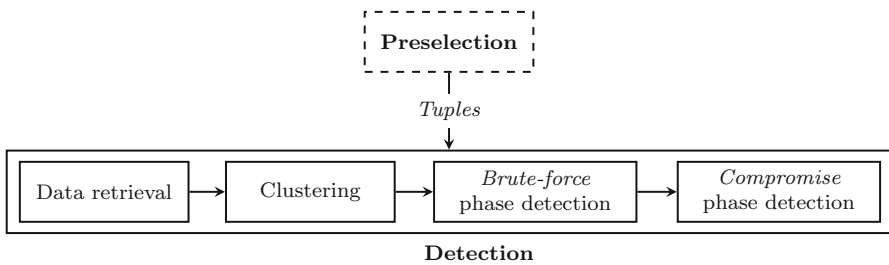 Preselection
Tuples
Data retrieval
Clustering
Brute-force
phase detection
Compromise
phase detection
Detection